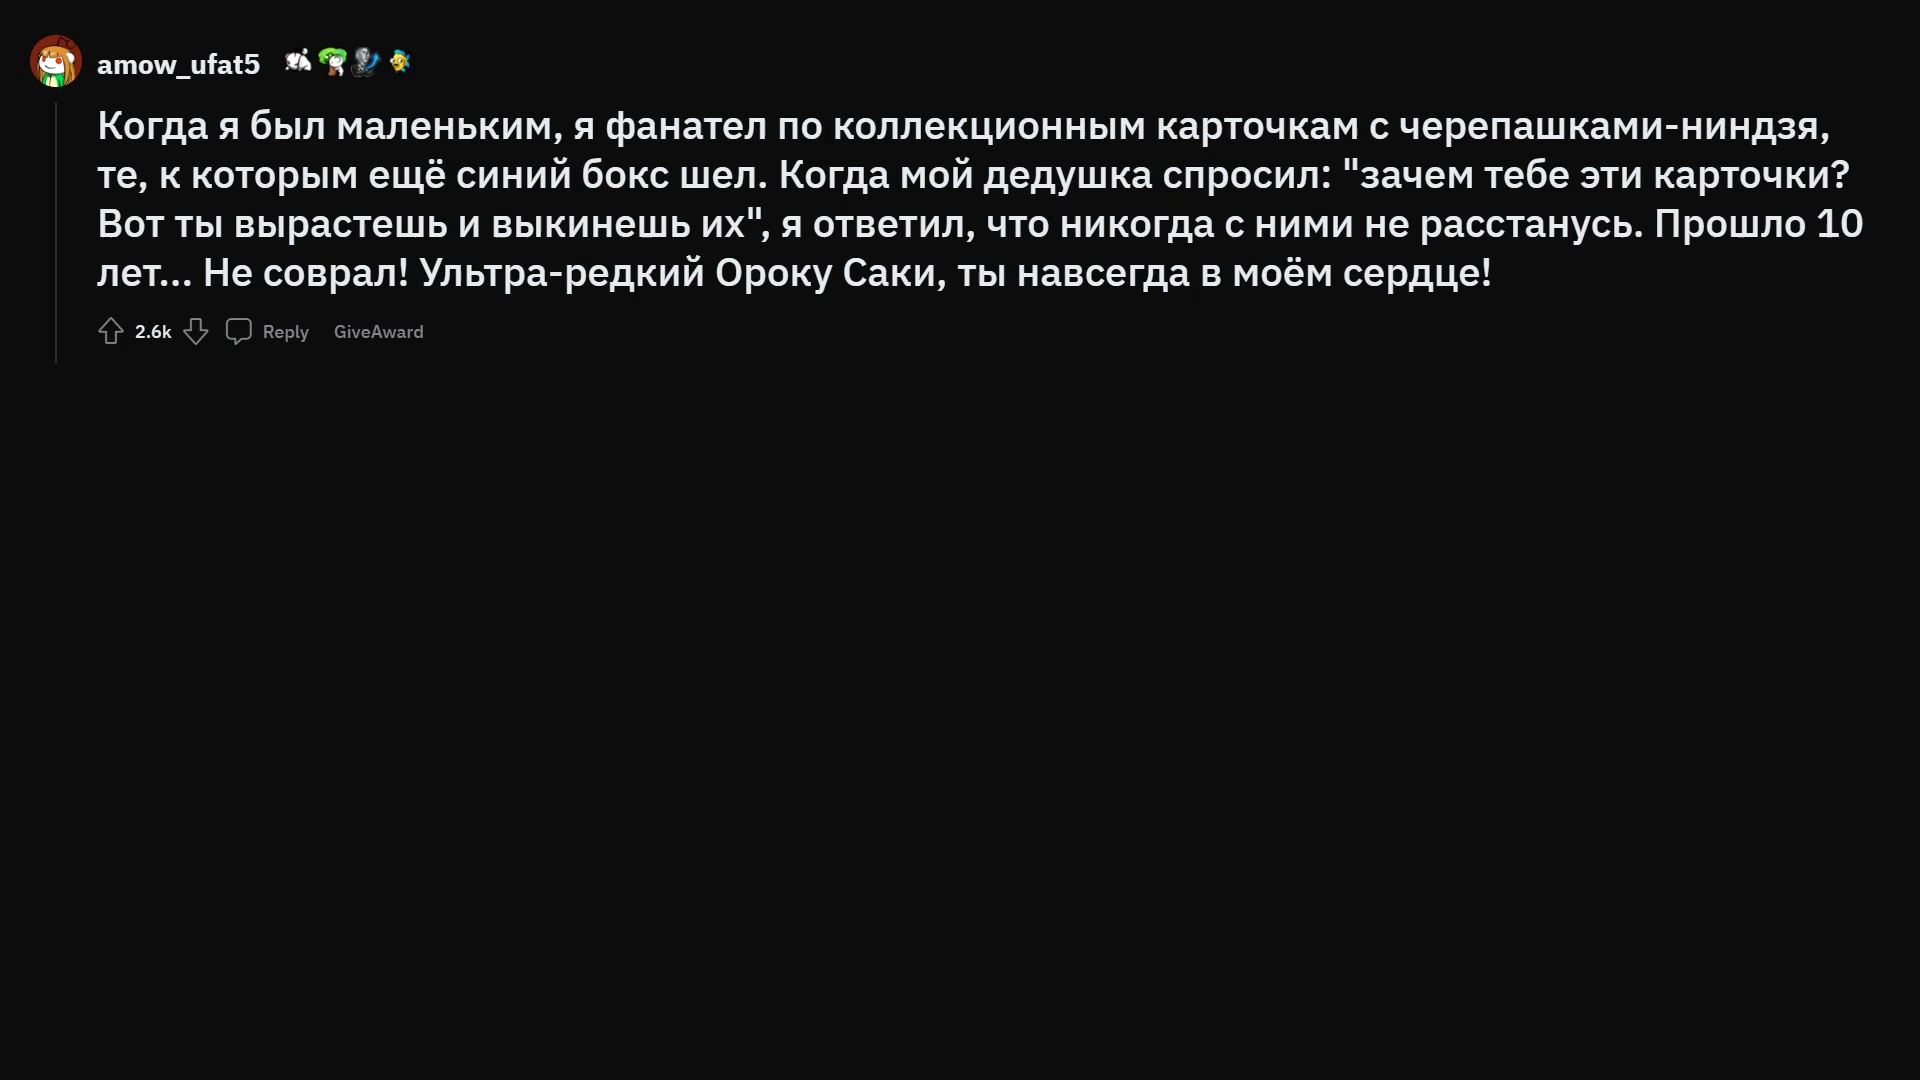 amow_ufat5
Когда я был маленьким, я фанател по коллекционным карточкам с черепашками-ниндзя,
те, к которым ещё синий бокс шел. Когда мой дедушка спросил: "зачем тебе эти карточки?
Вот ты вырастешь и выкинешь их", я ответил, что никогда с ними не расстанусь. Прошло 10
лет... Не соврал! Ультра-редкий Ороку Саки, ты навсегда в моём сердце!
2.6k Reply GiveAward